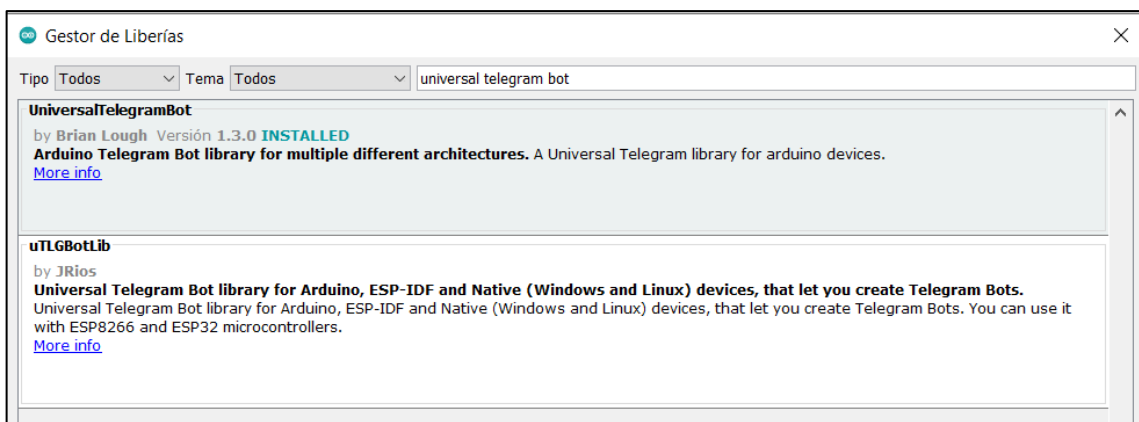 Gestor de Liberías
Tipo Todos Tema Todos universal telegram bot
UniversalTelegramBot
by Brian Lough Versión 1.3.0 INSTALLED
Arduino Telegram Bot library for multiple different architectures. A Universal Telegram library for arduino devices.
More info
uTLGBotLib
by JRios
Universal Telegram Bot library for Arduino, ESP-IDF and Native (Windows and Linux) devices, that let you create Telegram Bots.
Universal Telegram Bot library for Arduino, ESP-IDF and Native (Windows and Linux) devices, that let you create Telegram Bots. You can use it
with ESP8266 and ESP32 microcontrollers.
More info